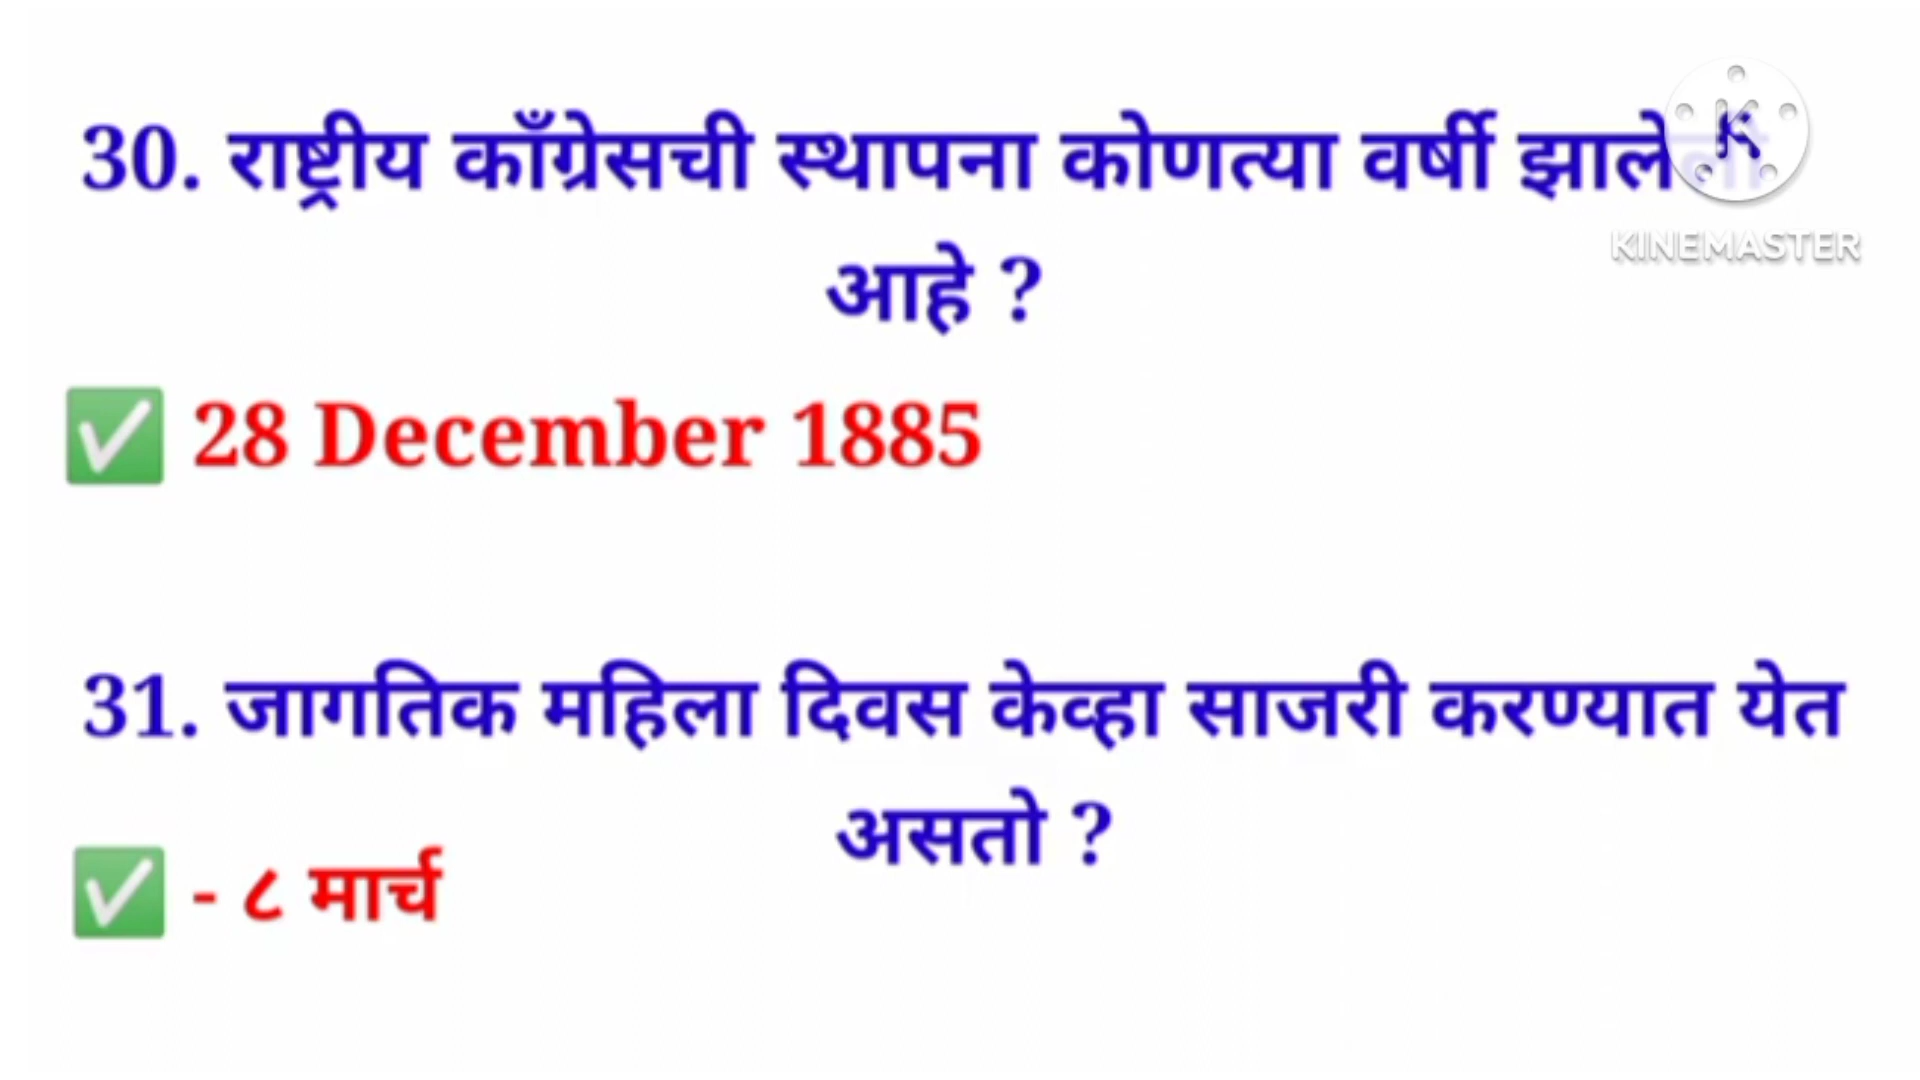 30. राष्ट्रीय काँग्रेसची स्थापना कोणत्या वर्षी
KINEMASTER
आहे ?
✅ 28 December 1885
31. जागतिक महिला दिवस केव्हा साजरी करण्यात येत
असतो ?
✅ - ८ मार्च